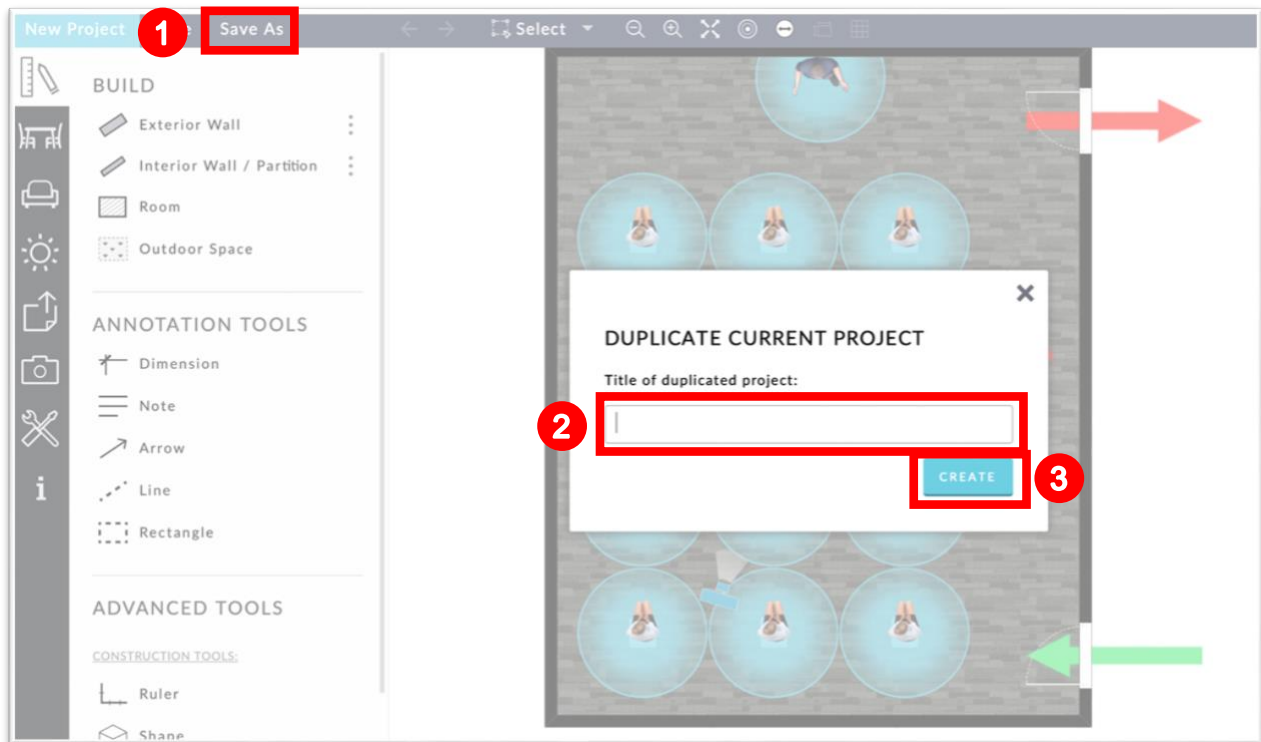 New Project
1
e
Save As
Select
BUILD
Exterior Wall
Interior Wall / Partition
Room
Outdoor Space
ANNOTATION TOOLS
Dimension
Note
Arrow
Line
Rectangle
ADVANCED TOOLS
CONSTRUCTION TOOLS:
Ruler
Shape
DUPLICATE CURRENT PROJECT
Title of duplicated project:
2
CREATE
3
i